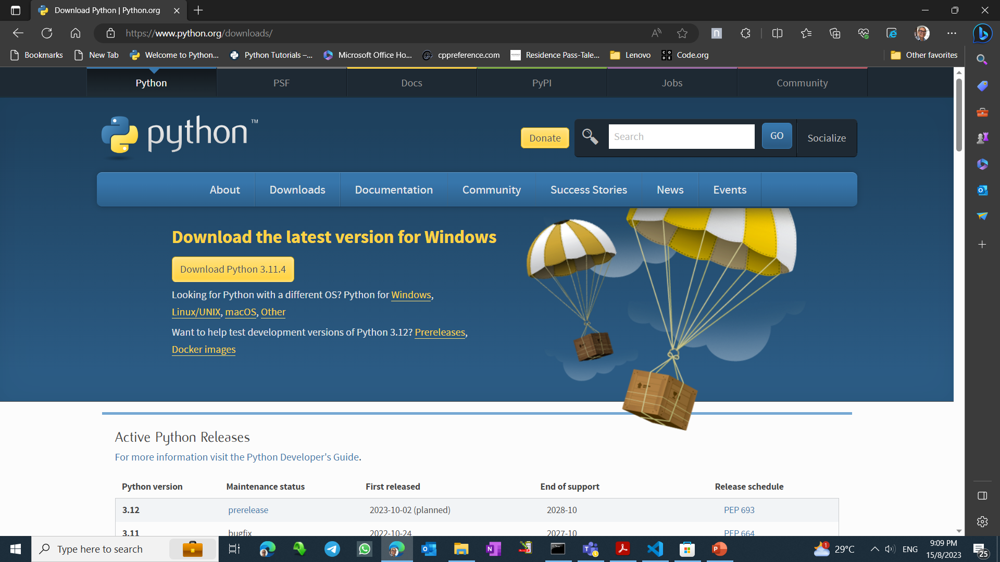 Download Python | Python.org
https://www.python.org/downloads/
Bookmarks
New Tab
Welcome to Python...
Python Tutorials –...
Microsoft Office Ho...
cppreference.com
Residence Pass-Tale...
Lenovo
Code.org
Other favorites
Python
PSF
Docs
PyPI
Jobs
Community
python™
Donate
Search
GO
Socialize
About
Downloads
Documentation
Community
Success Stories
News
Events
Download the latest version for Windows
Download Python 3.11.4
Looking for Python with a different OS? Python for Windows,
Linux/UNIX, macOS, Other
Want to help test development versions of Python 3.12? Prereleases,
Docker images
Active Python Releases
For more information visit the Python Developer's Guide.
Python version Maintenance status First released End of support Release schedule
3.12 prerelease 2023-10-02 (planned) 2028-10 PEP 693
3.11 bugfix 2022-10-24 2027-10 PEP 664
Type here to search
1
29°C
ENG
9:09 PM
15/8/2023
25